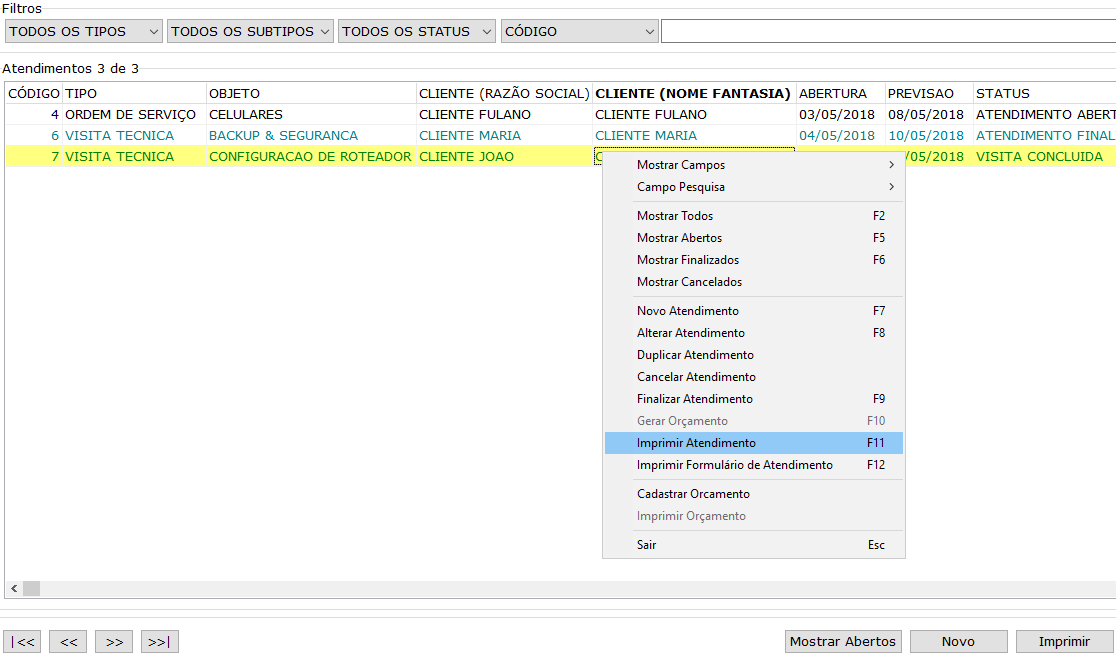 Filtros
TODOS OS TIPOS TODOS OS SUBTIPOS TODOS OS STATUS CÓDIGO
Atendimentos 3 de 3
CÓDIGO TIPO OBJETO CLIENTE (RAZÃO SOCIAL) CLIENTE (NOME FANTASIA) ABERTURA PREVISAO STATUS
4 ORDEM DE SERVIÇO CELULARES CLIENTE FULANO CLIENTE FULANO 03/05/2018 08/05/2018 ATENDIMENTO ABERT
6 VISITA TECNICA BACKUP & SEGURANCA CLIENTE MARIA CLIENTE MARIA 04/05/2018 10/05/2018 ATENDIMENTO FINAL
7 VISITA TECNICA CONFIGURACAO DE ROTEADOR CLIENTE JOAO C /05/2018 VISITA CONCLUIDA
Mostrar Campos >
Campo Pesquisa >
Mostrar Todos F2
Mostrar Abertos F5
Mostrar Finalizados F6
Mostrar Cancelados
Novo Atendimento F7
Alterar Atendimento F8
Duplicar Atendimento
Cancelar Atendimento
Finalizar Atendimento F9
Gerar Orçamento F10
Imprimir Atendimento F11
Imprimir Formulário de Atendimento F12
Cadastrar Orcamento
Imprimir Orçamento
Sair Esc
|<< << >> >>| Mostrar Abertos Novo Imprimir